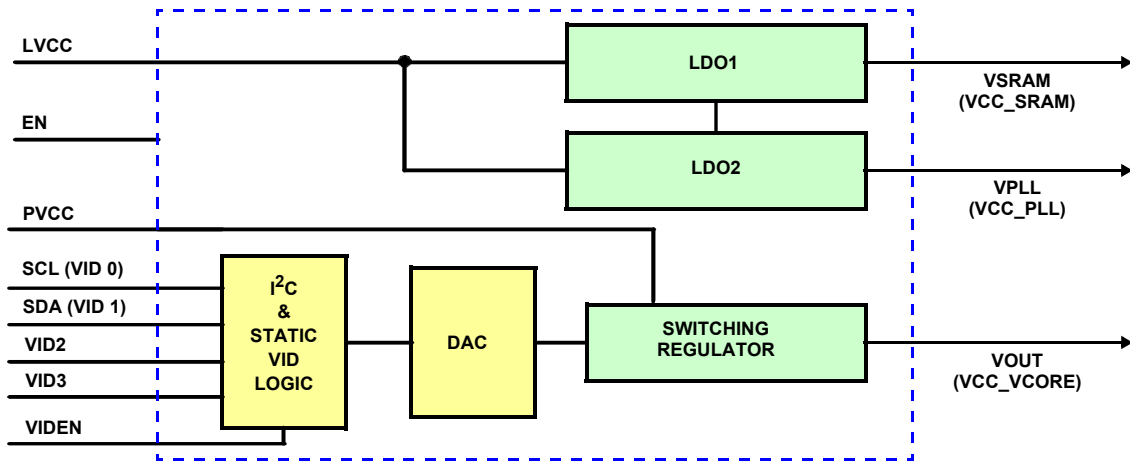 LVCC
LDO1
VSRAM
(VCC_SRAM)
EN
LDO2
VPLL
(VCC_PLL)
PVCC
SCL (VID 0)
SDA (VID 1)
VID2
VID3
VIDEN
I²C
&
STATIC
VID
LOGIC
DAC
SWITCHING
REGULATOR
VOUT
(VCC_VCORE)